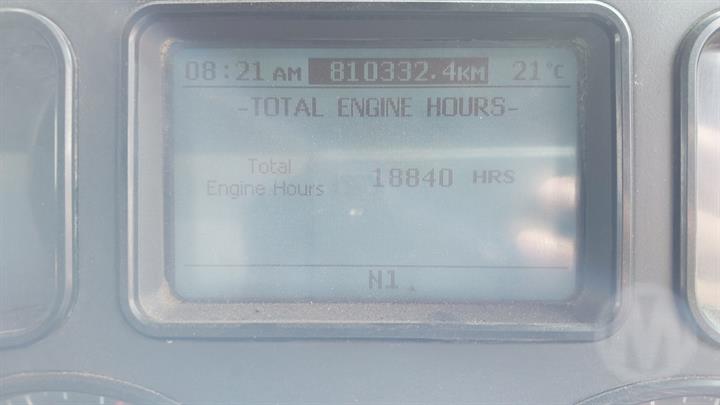 08:21 AM 810332.4KM 21°C
-TOTAL ENGINE HOURS-
Total
Engine Hours 18840 HRS
N1
M